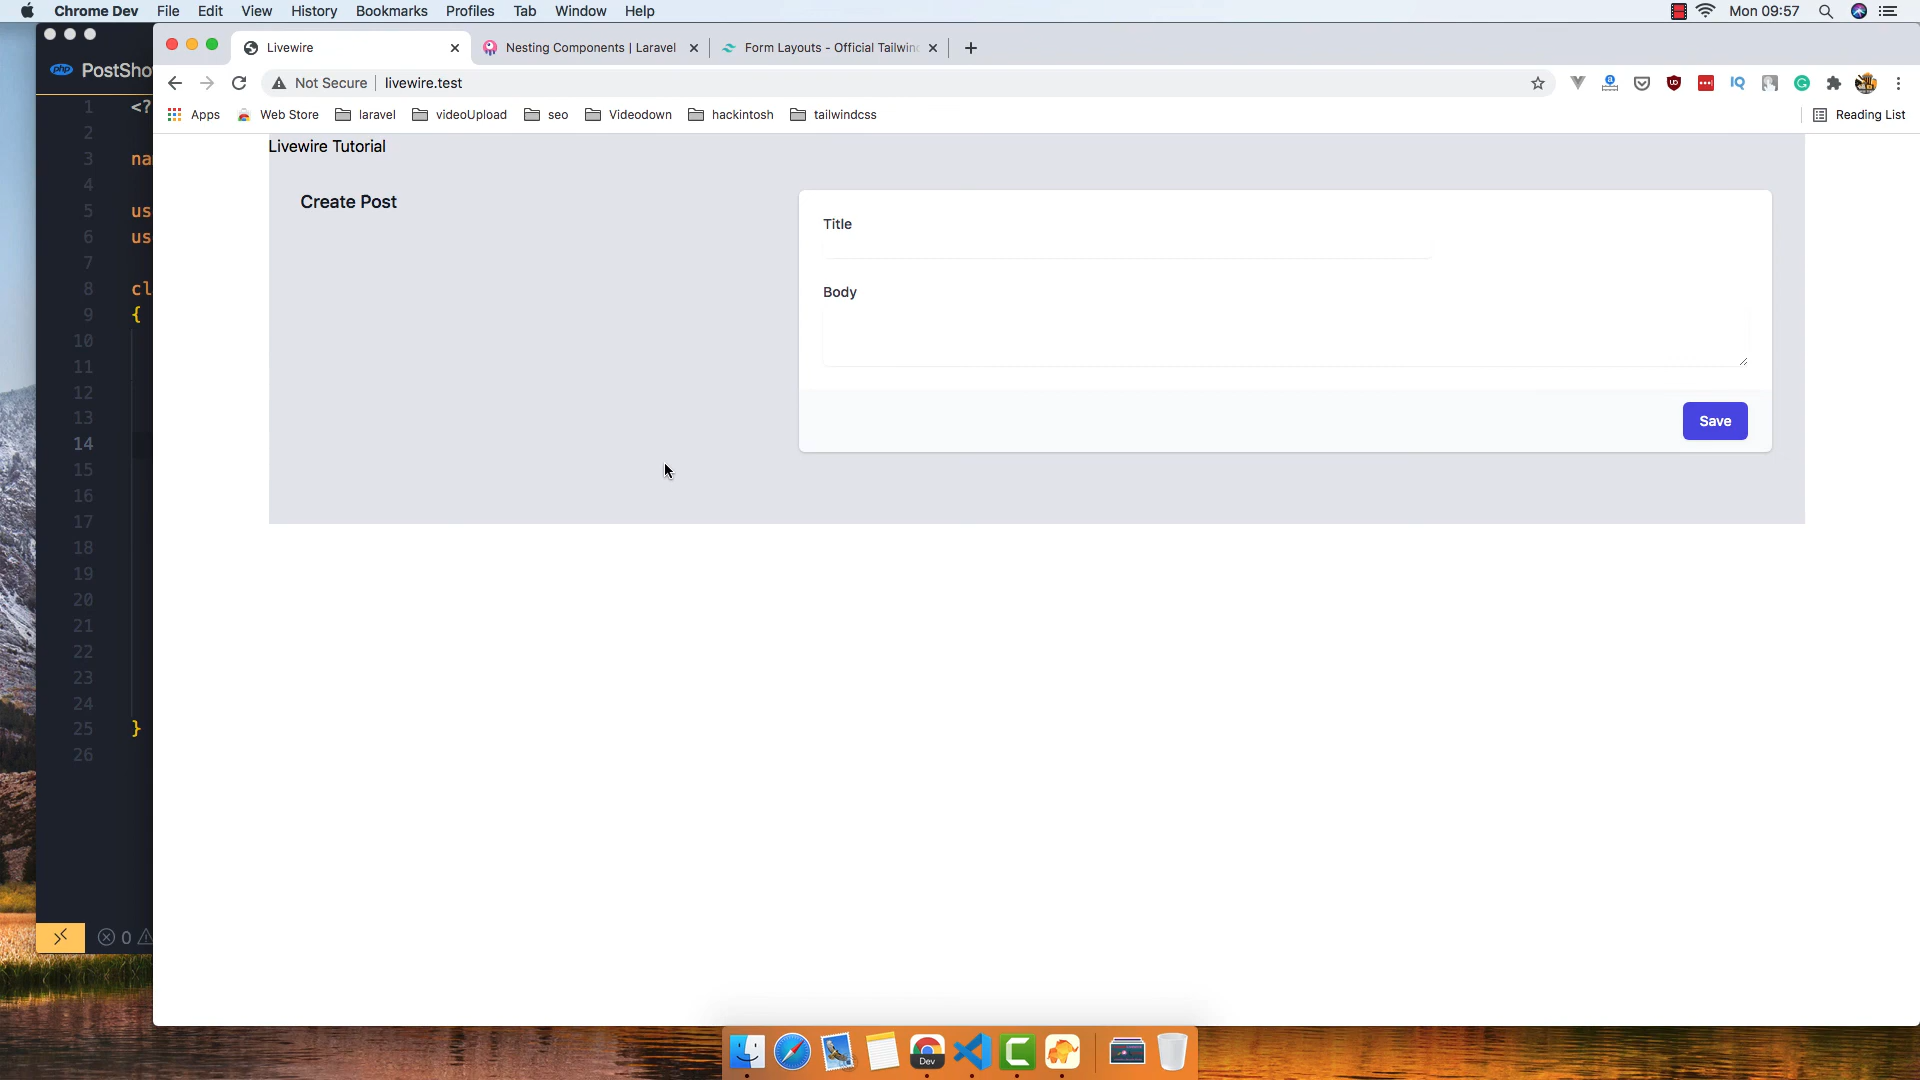 Chrome Dev File Edit View History Bookmarks Profiles Tab Window Help Mon 09:57
Livewire Nesting Components | Laravel Form Layouts - Official Tailwin
Not Secure livewire.test
Apps Web Store laravel videoUpload seo Videodown hackintosh tailwindcss Reading List
php PostSho
1 <?
2
3 na
4
5 us
6 us
7
8 cl
9 {
10
11
12
13
14
15
16
17
18
19
20
21
22
23
24
25 }
26
0
Livewire Tutorial
Create Post
Title
Body
Save
Dev